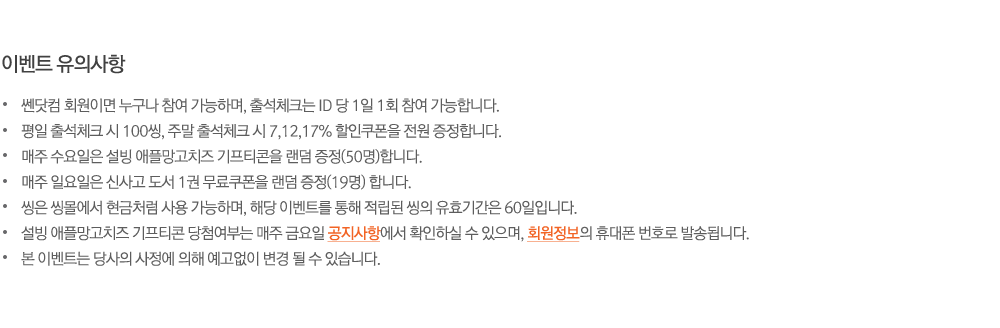 이벤트 유의사항
• 쎈닷컴 회원이면 누구나 참여 가능하며, 출석체크는 ID 당 1일 1회 참여 가능합니다.
• 평일 출석체크 시 100씽, 주말 출석체크 시 7,12,17% 할인쿠폰을 전원 증정합니다.
• 매주 수요일은 설빙 애플망고치즈 기프티콘을 랜덤 증정(50명)합니다.
• 매주 일요일은 신사고 도서 1권 무료쿠폰을 랜덤 증정(19명) 합니다.
• 씽은 씽몰에서 현금처럼 사용 가능하며, 해당 이벤트를 통해 적립된 씽의 유효기간은 60일입니다.
• 설빙 애플망고치즈 기프티콘 당첨여부는 매주 금요일 공지사항에서 확인하실 수 있으며, 회원정보의 휴대폰 번호로 발송됩니다.
• 본 이벤트는 당사의 사정에 의해 예고없이 변경 될 수 있습니다.